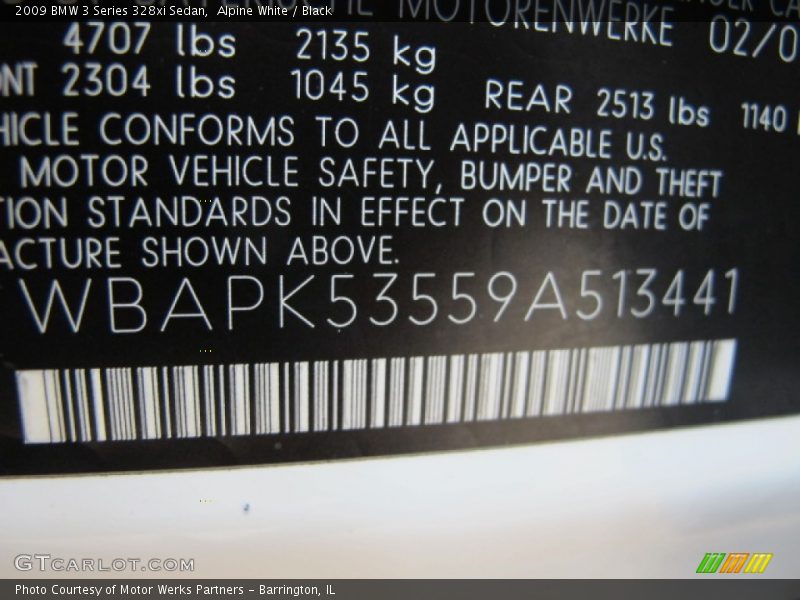 2009 BMW 3 Series 328xi Sedan, Alpine White / Black
MOTORENWERKE 02/0
4707 lbs 2135 kg
NT 2304 lbs 1045 kg REAR 2513 lbs 1140
HICLE CONFORMS TO ALL APPLICABLE U.S.
MOTOR VEHICLE SAFETY, BUMPER AND THEFT
TION STANDARDS IN EFFECT ON THE DATE OF
ACTURE SHOWN ABOVE.
WBAPK53559A513441
GTCARLOT.COM
Photo Courtesy of Motor Werks Partners - Barrington, IL